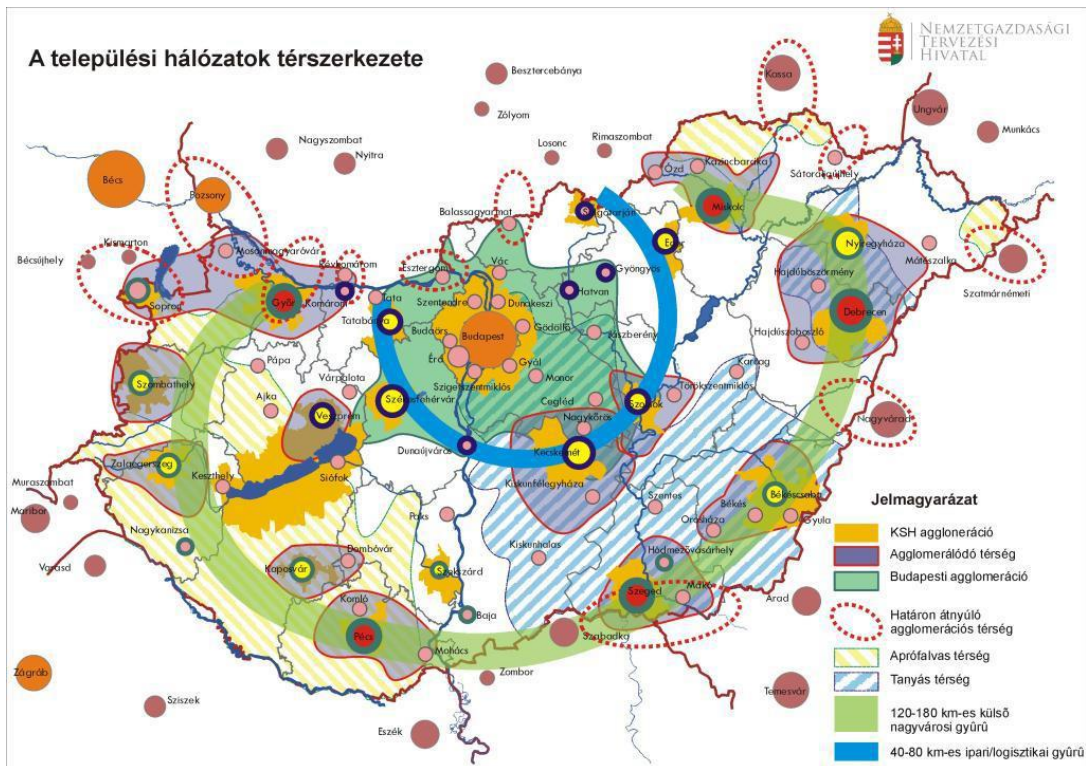 A települési hálózatok térszerkezete
NEMZETGAZDASÁGI
TERVEZÉSI
HIVATAL
Besztercebánya
Kassa
Zólyom
Ungvár
Munkács
Nagyszombat
Nyitra
Losonc
Rimaszombat
Bécs
Pozsony
Ózd
Kazincbarcika
Sátoraljaújhely
Miskolc
Balassagyarmat
Salgótarján
Kismarton
Bécsújhely
Mosonmagyaróvár
Révkomárom
Esztergom
Vác
Eger
Gyöngyös
Nyíregyháza
Mátészalka
Szatmárnémeti
Hajdúböszörmény
Sopron
Győr
Komárom
Tata
Szentendre
Dunakeszi
Hatvan
Tatabánya
Budaörs
Budapest
Gödöllő
Jászberény
Debrecen
Hajdúszoboszló
Érd
Gyál
Monor
Szigetszentmiklós
Pápa
Várpalota
Karcag
Szombathely
Ajka
Veszprém
Székesfehérvár
Cegléd
Szolnok
Törökszentmiklós
Nagykőrös
Nagyvárad
Dunaújváros
Kecskemét
Zalaegerszeg
Keszthely
Siófok
Kiskunfélegyháza
Muraszombat
Maribor
Szentes
Békés
Békéscsaba
Gyula
Orosháza
Nagykanizsa
Paks
Varasd
Kaposvár
Dombóvár
Szekszárd
Kiskunhalas
Hódmezővásárhely
Szeged
Makó
Arad
Komló
Pécs
Baja
Szabadka
Mohács
Zombor
Temesvár
Zágráb
Sziszek
Eszék
Jelmagyarázat
KSH agglomeráció
Agglomerálódó térség
Budapesti agglomeráció
Határon átnyúló
agglomerációs térség
Aprófalvas térség
Tanyás térség
120-180 km-es külső
nagyvárosi gyűrű
40-80 km-es ipari/logisztikai gyűrű